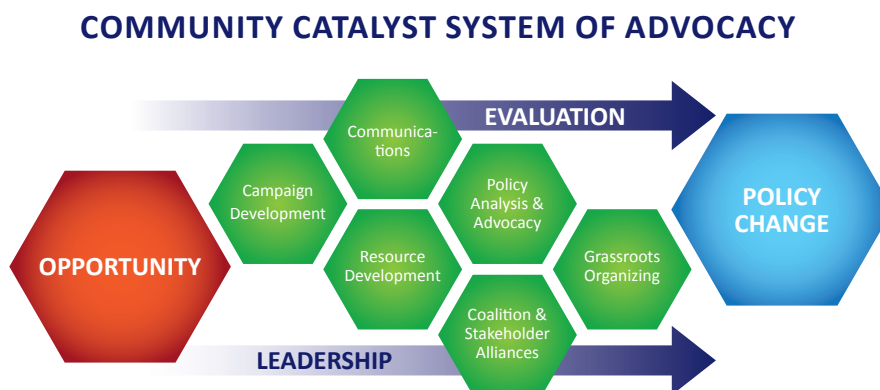 COMMUNITY CATALYST SYSTEM OF ADVOCACY
EVALUATION
Communica-
tions
Campaign
Development
Policy
Analysis &
Advocacy
POLICY
CHANGE
OPPORTUNITY
Resource
Development
Grassroots
Organizing
Coalition &
Stakeholder
Alliances
LEADERSHIP